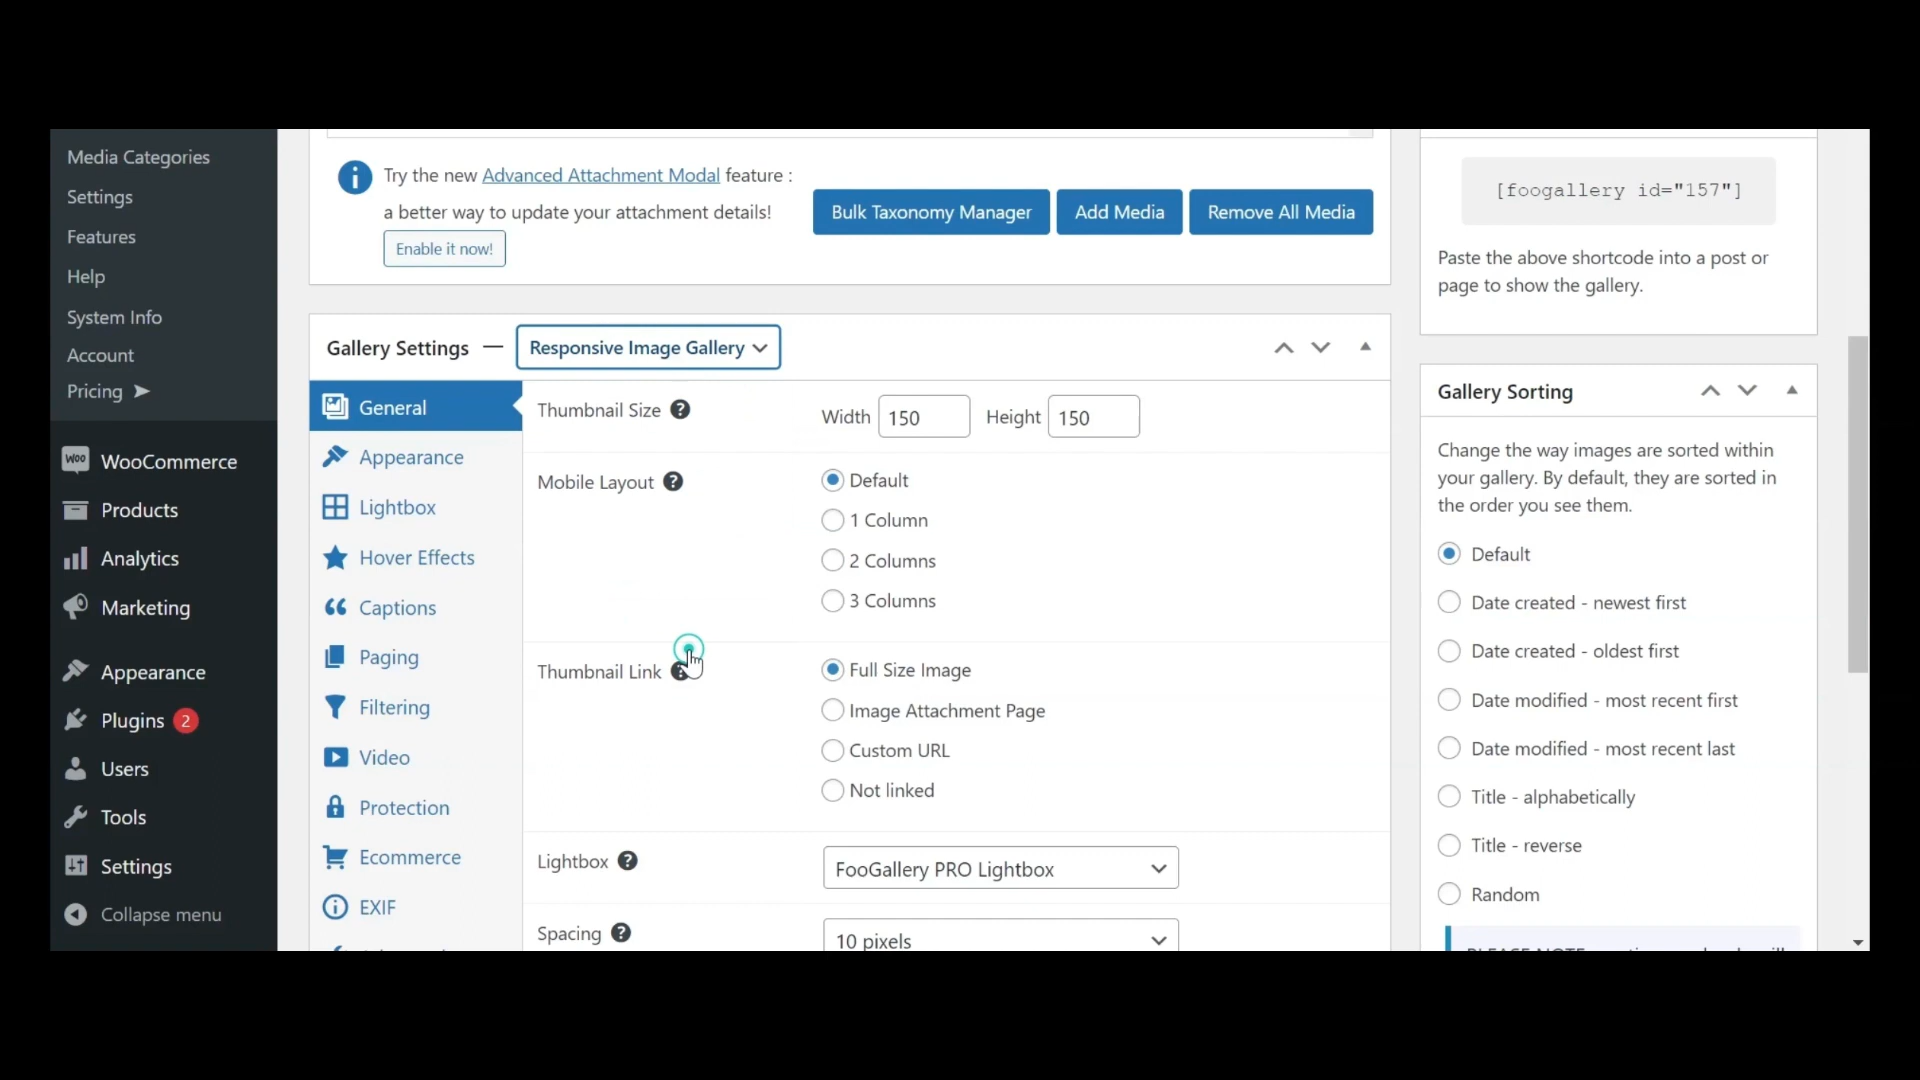 Media Categories
Settings
Features
Help
System Info
Account
Pricing ➤
WOO WooCommerce
Products
Analytics
Marketing
Appearance
Plugins 2
Users
Tools
Settings
Collapse menu
Try the new Advanced Attachment Modal feature :
a better way to update your attachment details!
Enable it now!
Bulk Taxonomy Manager
Add Media
Remove All Media
Gallery Settings — Responsive Image Gallery
General
Appearance
Lightbox
Hover Effects
Captions
Paging
Filtering
Video
Protection
Ecommerce
EXIF
Thumbnail Size ?
Width 150 Height 150
Mobile Layout ?
Default
1 Column
2 Columns
3 Columns
Thumbnail Link ?
Full Size Image
Image Attachment Page
Custom URL
Not linked
Lightbox ?
FooGallery PRO Lightbox
Spacing ?
10 pixels
[foogallery id="157"]
Paste the above shortcode into a post or
page to show the gallery.
Gallery Sorting
Change the way images are sorted within
your gallery. By default, they are sorted in
the order you see them.
Default
Date created - newest first
Date created - oldest first
Date modified - most recent first
Date modified - most recent last
Title - alphabetically
Title - reverse
Random